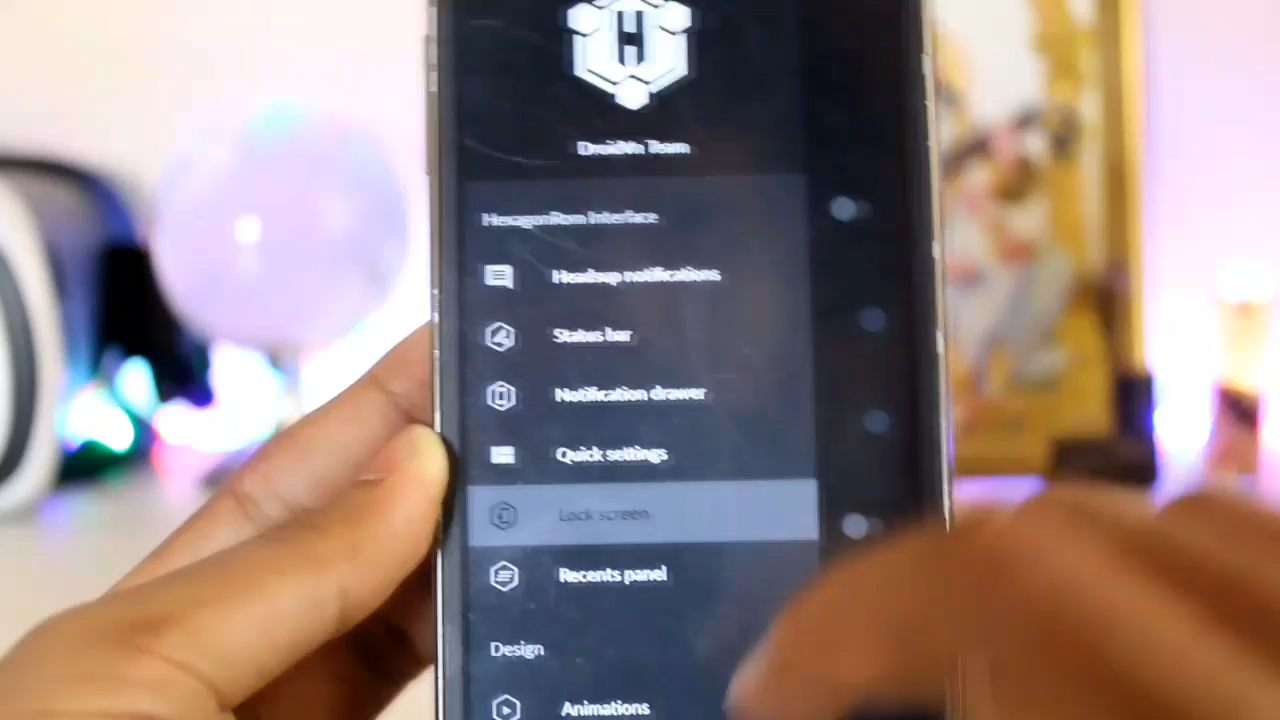 H
DroidVn Team
HexagonRom Interface
Headsup notifications
Status bar
Notification drawer
Quick settings
Lock screen
Recents panel
Design
Animations